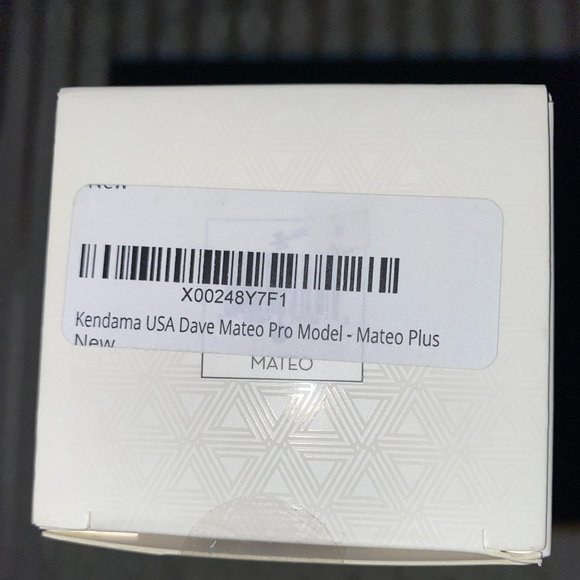 New
X00248Y7F1
Kendama USA Dave Mateo Pro Model - Mateo Plus
New
MATEO